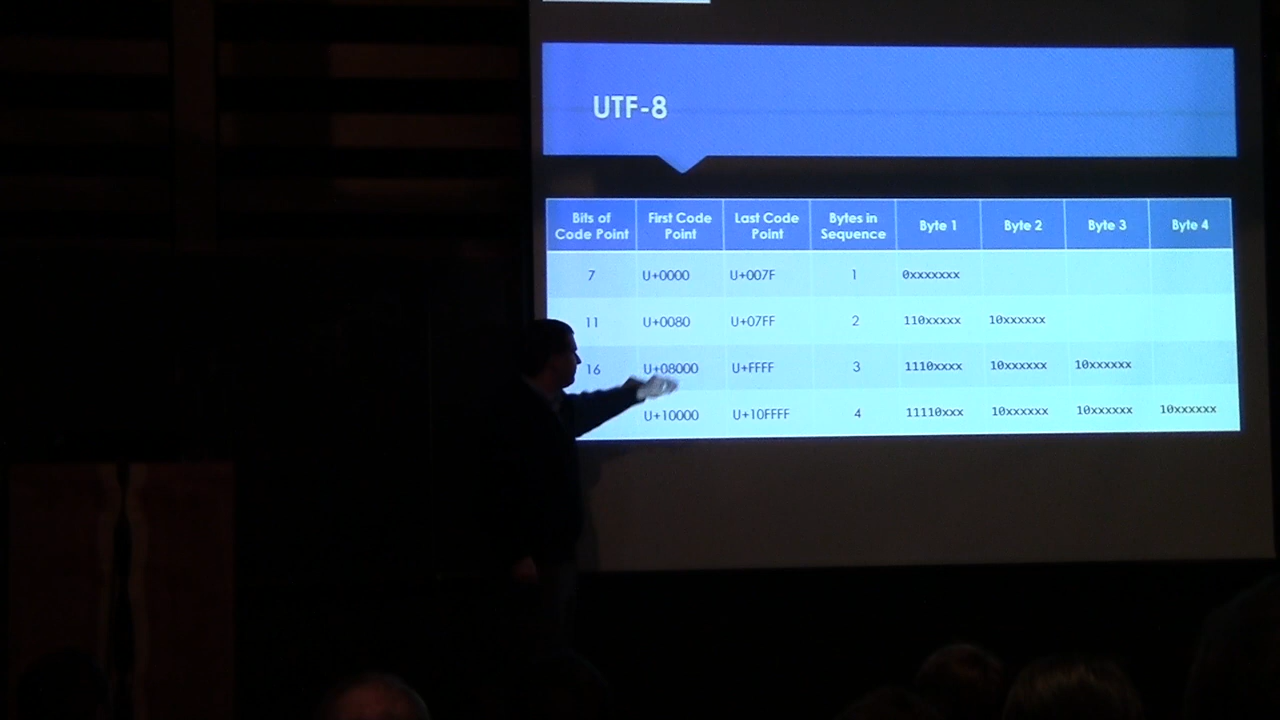 UTF-8
Bits of Code Point First Code Point Last Code Point Bytes in Sequence Byte 1 Byte 2 Byte 3 Byte 4
7 U+0000 U+007F 1 0xxxxxxx
11 U+0080 U+07FF 2 110xxxxx 10xxxxxx
16 U+08000 U+FFFF 3 1110xxxx 10xxxxxx 10xxxxxx
U+10000 U+10FFFF 4 11110xxx 10xxxxxx 10xxxxxx 10xxxxxx